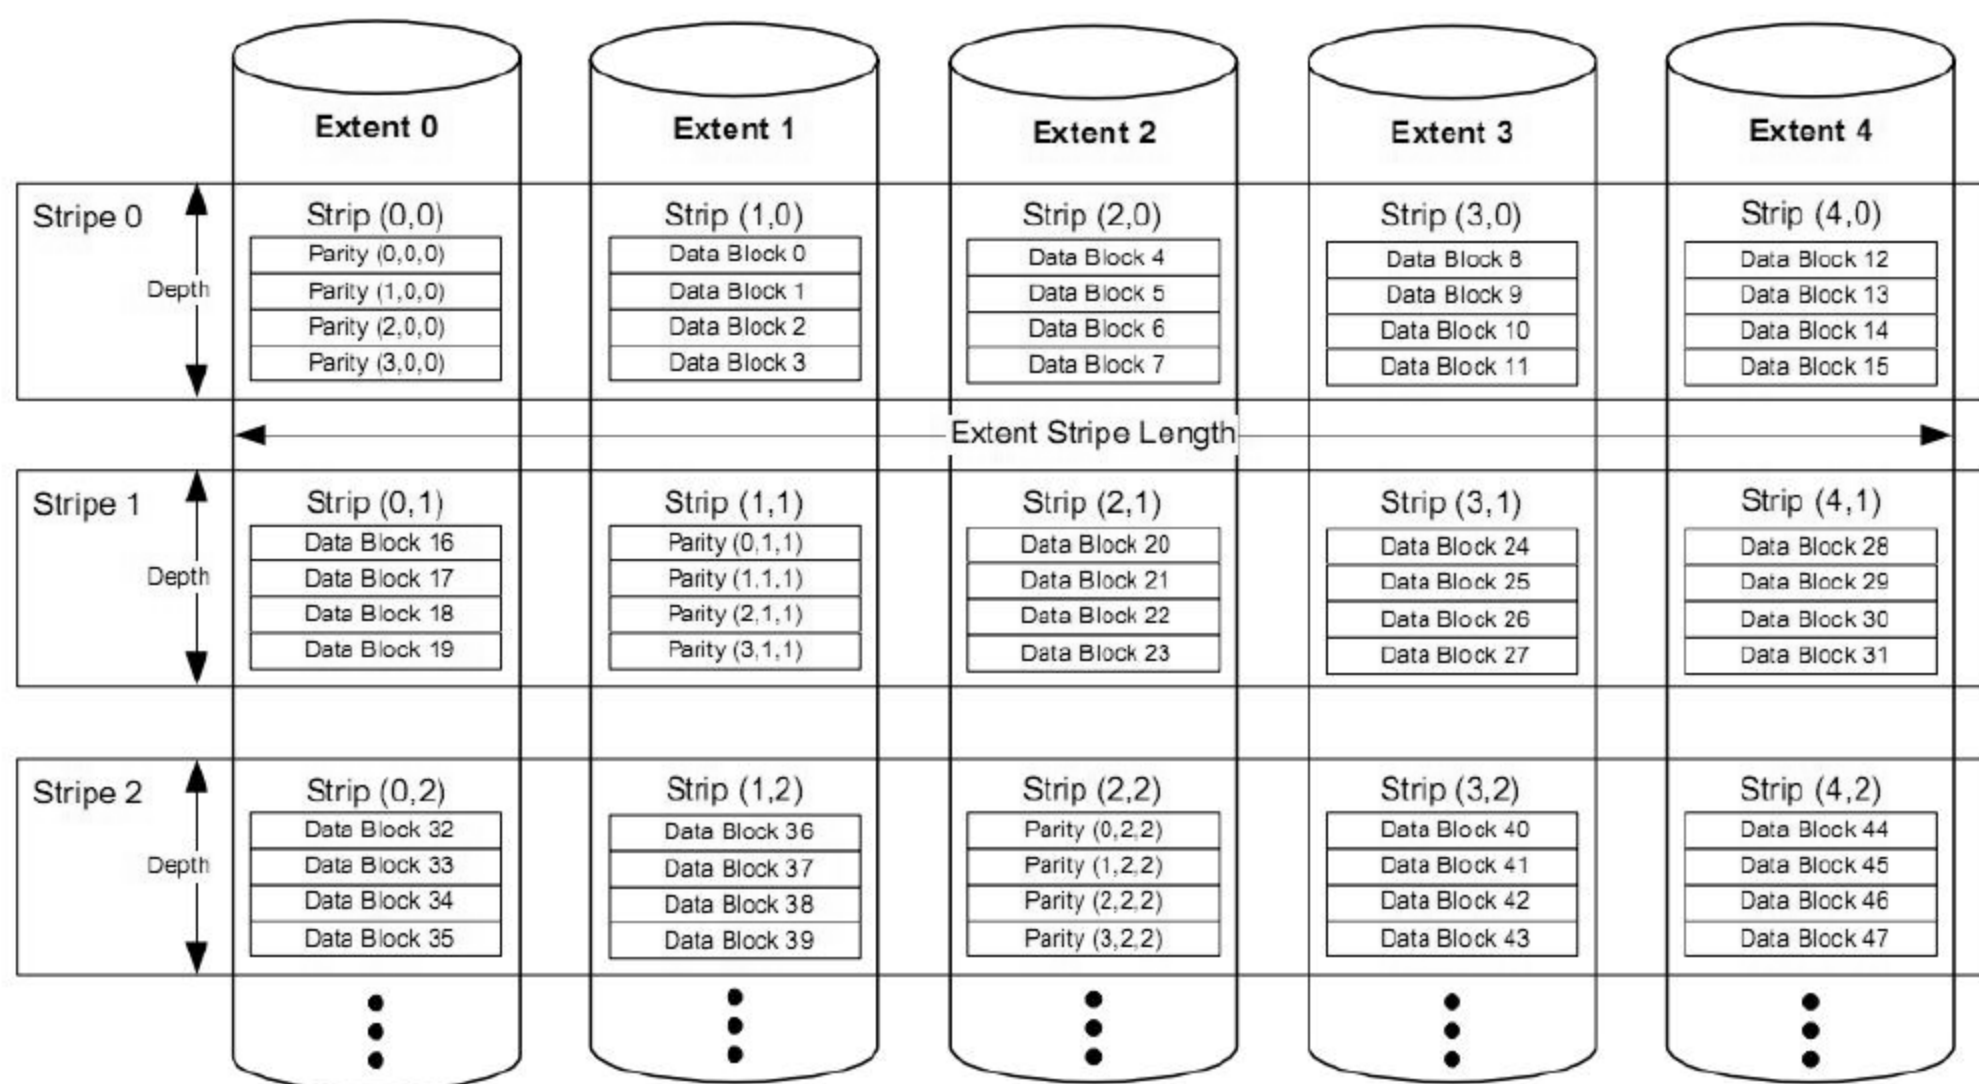 Extent 0 Extent 1 Extent 2 Extent 3 Extent 4
Stripe 0 Strip (0,0) Strip (1,0) Strip (2,0) Strip (3,0) Strip (4,0)
Parity (0,0,0) Data Block 0 Data Block 4 Data Block 8 Data Block 12
Depth Parity (1,0,0) Data Block 1 Data Block 5 Data Block 9 Data Block 13
Parity (2,0,0) Data Block 2 Data Block 6 Data Block 10 Data Block 14
Parity (3,0,0) Data Block 3 Data Block 7 Data Block 11 Data Block 15
Extent Stripe Length
Stripe 1 Strip (0,1) Strip (1,1) Strip (2,1) Strip (3,1) Strip (4,1)
Data Block 16 Parity (0,1,1) Data Block 20 Data Block 24 Data Block 28
Depth Data Block 17 Parity (1,1,1) Data Block 21 Data Block 25 Data Block 29
Data Block 18 Parity (2,1,1) Data Block 22 Data Block 26 Data Block 30
Data Block 19 Parity (3,1,1) Data Block 23 Data Block 27 Data Block 31
Stripe 2 Strip (0,2) Strip (1,2) Strip (2,2) Strip (3,2) Strip (4,2)
Data Block 32 Data Block 36 Parity (0,2,2) Data Block 40 Data Block 44
Depth Data Block 33 Data Block 37 Parity (1,2,2) Data Block 41 Data Block 45
Data Block 34 Data Block 38 Parity (2,2,2) Data Block 42 Data Block 46
Data Block 35 Data Block 39 Parity (3,2,2) Data Block 43 Data Block 47